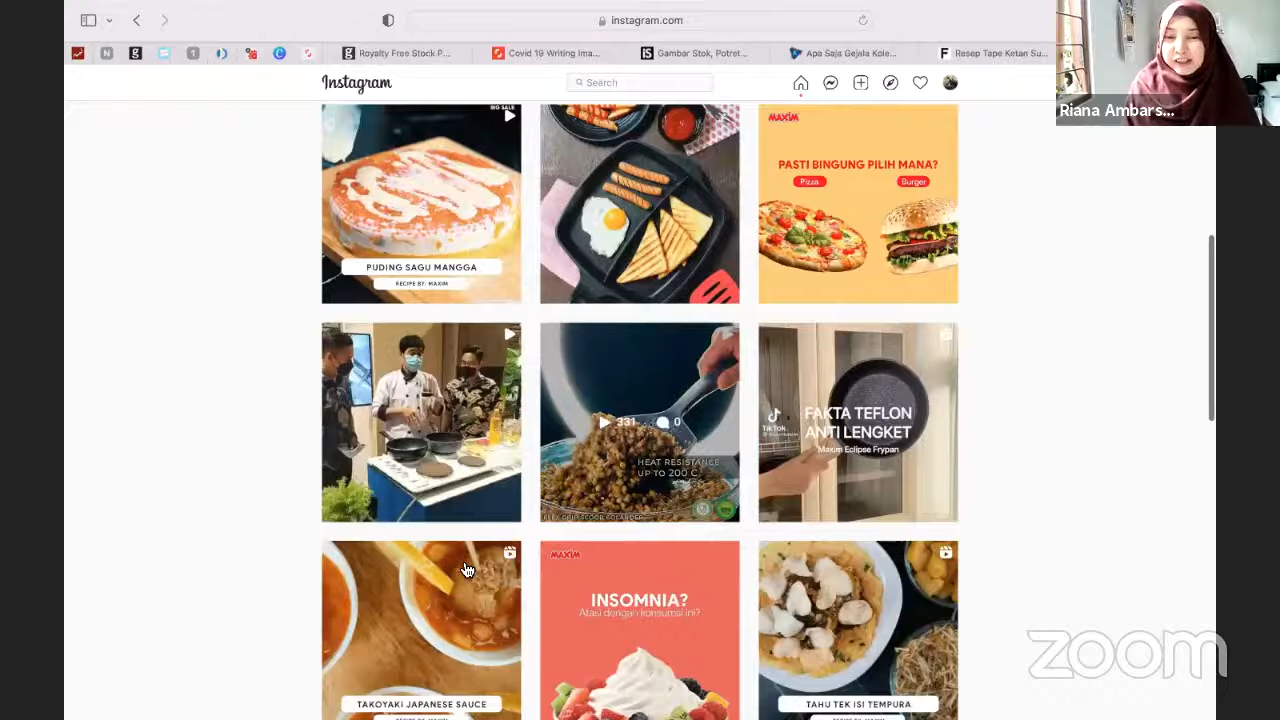 instagram.com
Royalty Free Stock P...
Covid 19 Writing Ima...
Gambar Stok, Potret...
Apa Saja Gejala Kole...
Resep Tape Ketan Su...
Instagram
Search
Riana Ambars...
BIG SALE
PUDING SAGU MANGGA
RECIPE BY: MAXIM
MAXIM
PASTI BINGUNG PILIH MANA?
Pizza
Burger
331
0
HEAT RESISTANCE
UP TO 200 C
TikTok
FAKTA TEFLON
ANTI LENGKET
Maxim Eclipse Frypan
TAKOYAKI JAPANESE SAUCE
MAXIM
INSOMNIA?
Atasi dengan konsumsi ini?
TAHU TEK ISI TEMPURA
zoom